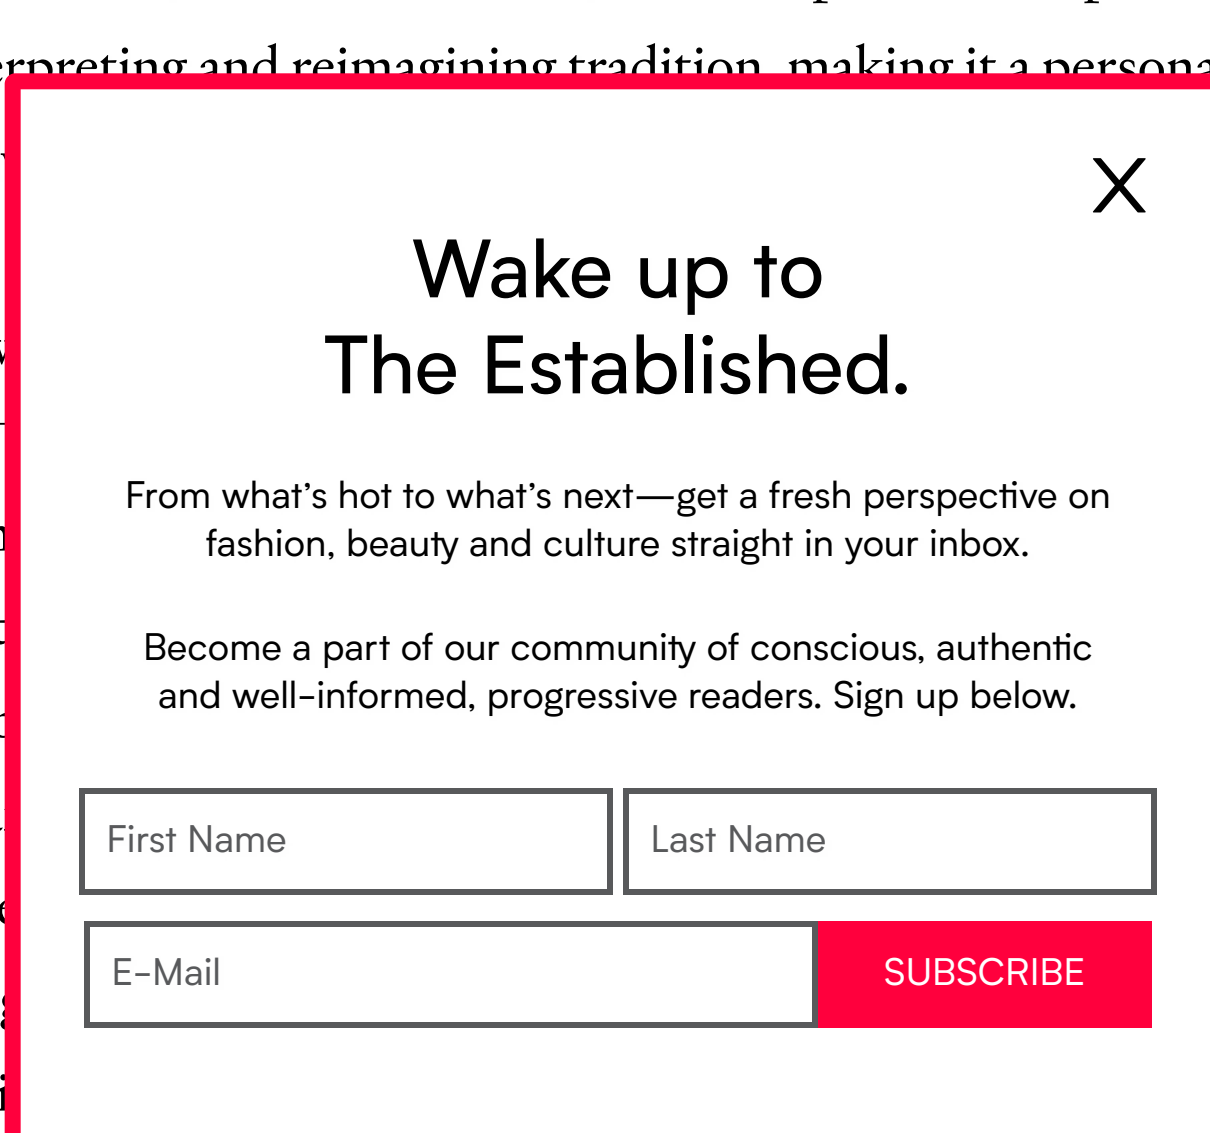 erpreting and reimagining tradition, making it a persona
X
Wake up to
The Established.
From what’s hot to what’s next—get a fresh perspective on
fashion, beauty and culture straight in your inbox.
Become a part of our community of conscious, authentic
and well-informed, progressive readers. Sign up below.
First Name
Last Name
E-Mail
SUBSCRIBE